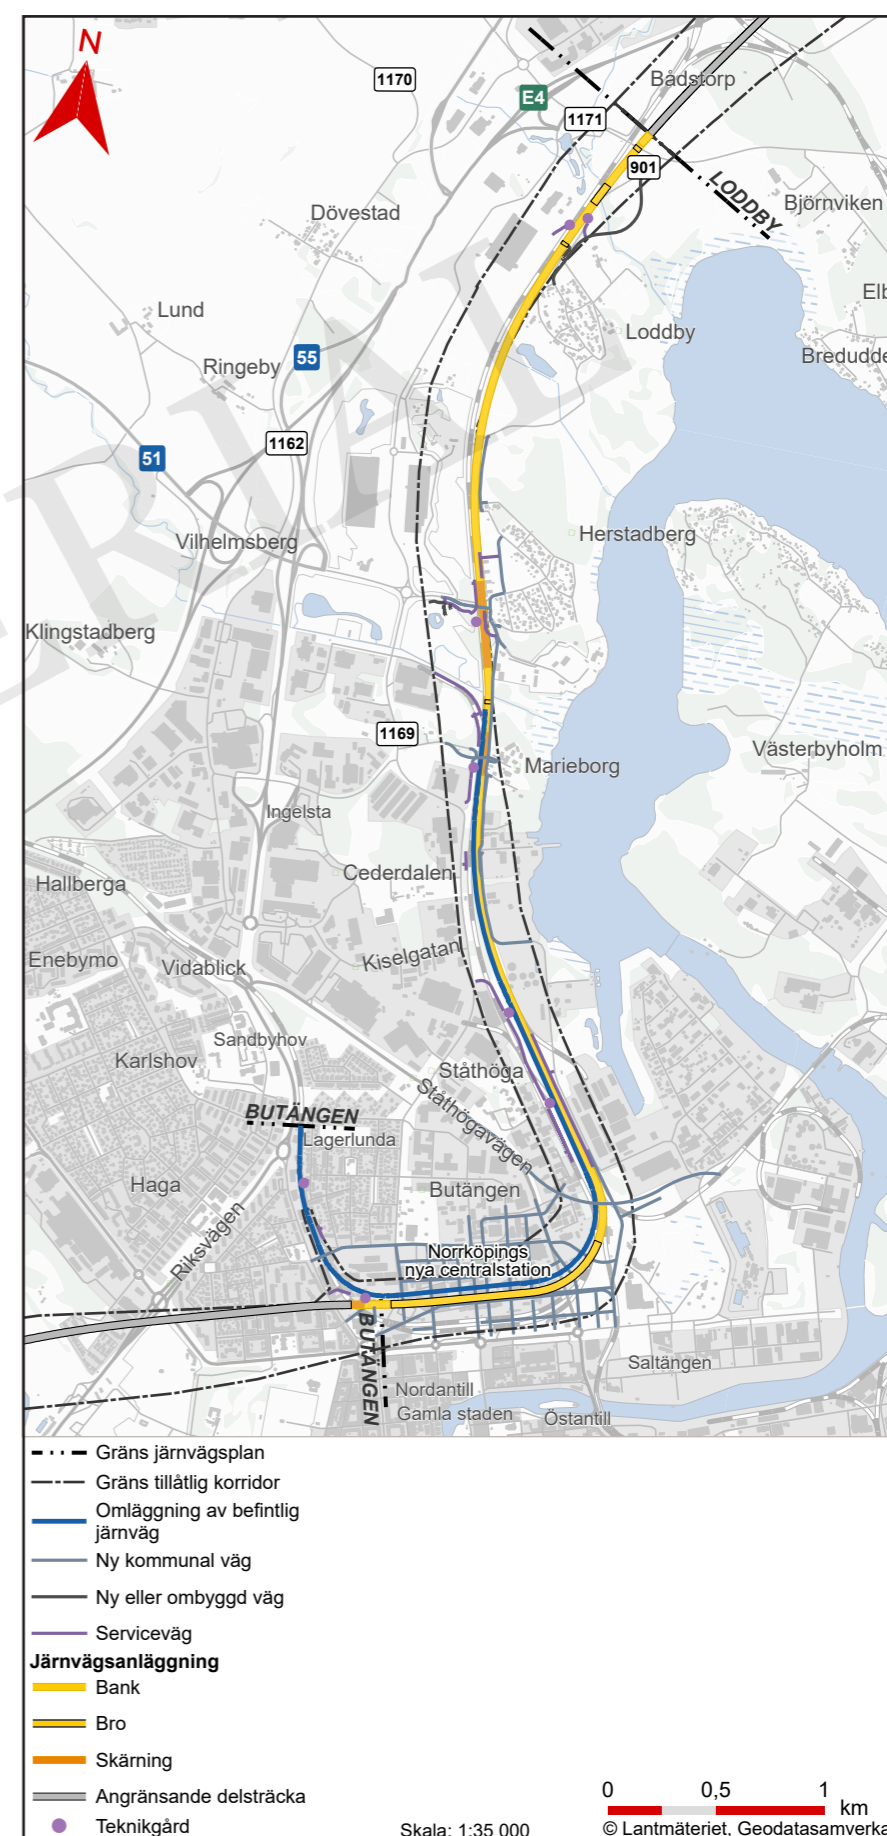 N
1170
E4
Bådstorp
1171
901
LODDBY
Björnviken
Dövestad
Lund
Loddby
Ringeby
55
1162
51
Herstadberg
Vilhelmsberg
Klingstadberg
1169
Marieborg
Västerbyholm
Ingelsta
Cederdalen
Hallberga
Kiselgatan
Enebymo
Vidablick
Sandbyhov
Karlshov
Ståthöga
BUTÄNGEN
Ståthögavägen
Lagerlunda
Haga
Butängen
Riksvägen
Norrköpings
nya centralstation
BUTÄNGEN
Saltängen
Nordantill
Gamla staden
Östantill
Gräns järnvägsplan
Gräns tillåtlig korridor
Omläggning av befintlig
järnväg
Ny kommunal väg
Ny eller ombyggd väg
Serviceväg
Järnvägsanläggning
Bank
Bro
Skärning
Angränsande delsträcka
Teknikgård
0 0,5 1
km
Skala: 1:35 000
© Lantmäteriet, Geodatasamverka